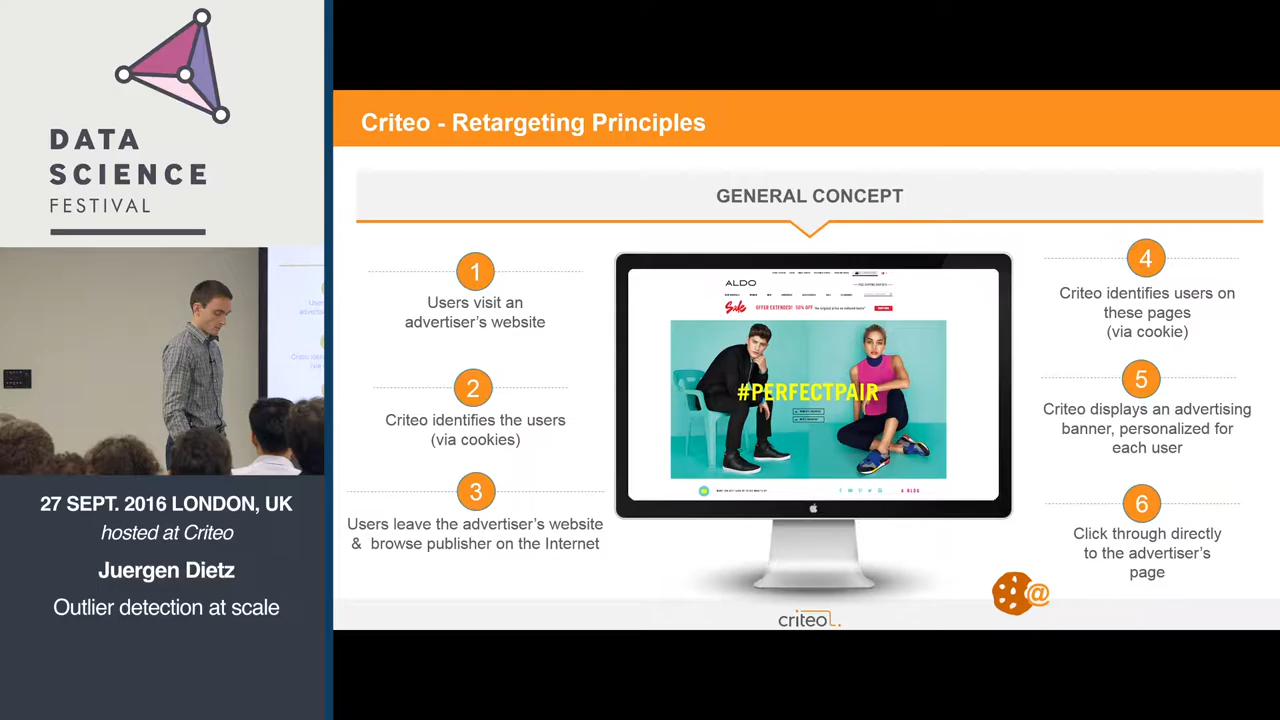 DATA
SCIENCE
FESTIVAL
27 SEPT. 2016 LONDON, UK
hosted at Criteo
Juergen Dietz
Outlier detection at scale
Criteo - Retargeting Principles
GENERAL CONCEPT
1
Users visit an
advertiser's website
2
Criteo identifies the users
(via cookies)
3
Users leave the advertiser's website
& browse publisher on the Internet
ALDO
Sale OFFER EXTENDED! 50% OFF
#PERFECTPAIR
4
Criteo identifies users on
these pages
(via cookie)
5
Criteo displays an advertising
banner, personalized for
each user
6
Click through directly
to the advertiser's
page
@
criteo